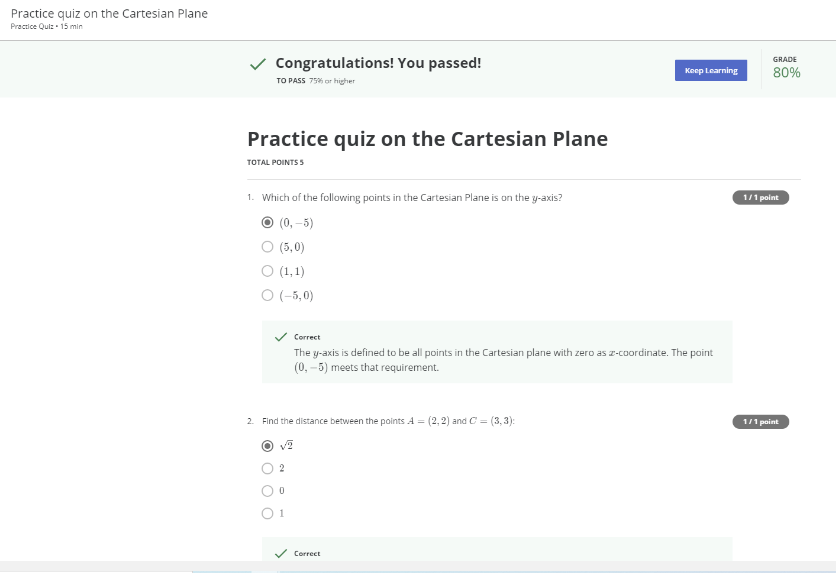 Practice quiz on the Cartesian Plane
Practice Quiz • 15 min
Congratulations! You passed!
TO PASS 75% or higher
Keep Learning
GRADE
80%
Practice quiz on the Cartesian Plane
TOTAL POINTS 5
1. Which of the following points in the Cartesian Plane is on the y-axis?
1 / 1 point
(0, −5)
(5, 0)
(1, 1)
(−5, 0)
Correct
The y-axis is defined to be all points in the Cartesian plane with zero as x-coordinate. The point
(0, −5) meets that requirement.
2. Find the distance between the points A = (2, 2) and C = (3, 3):
1 / 1 point
√2
2
0
1
Correct